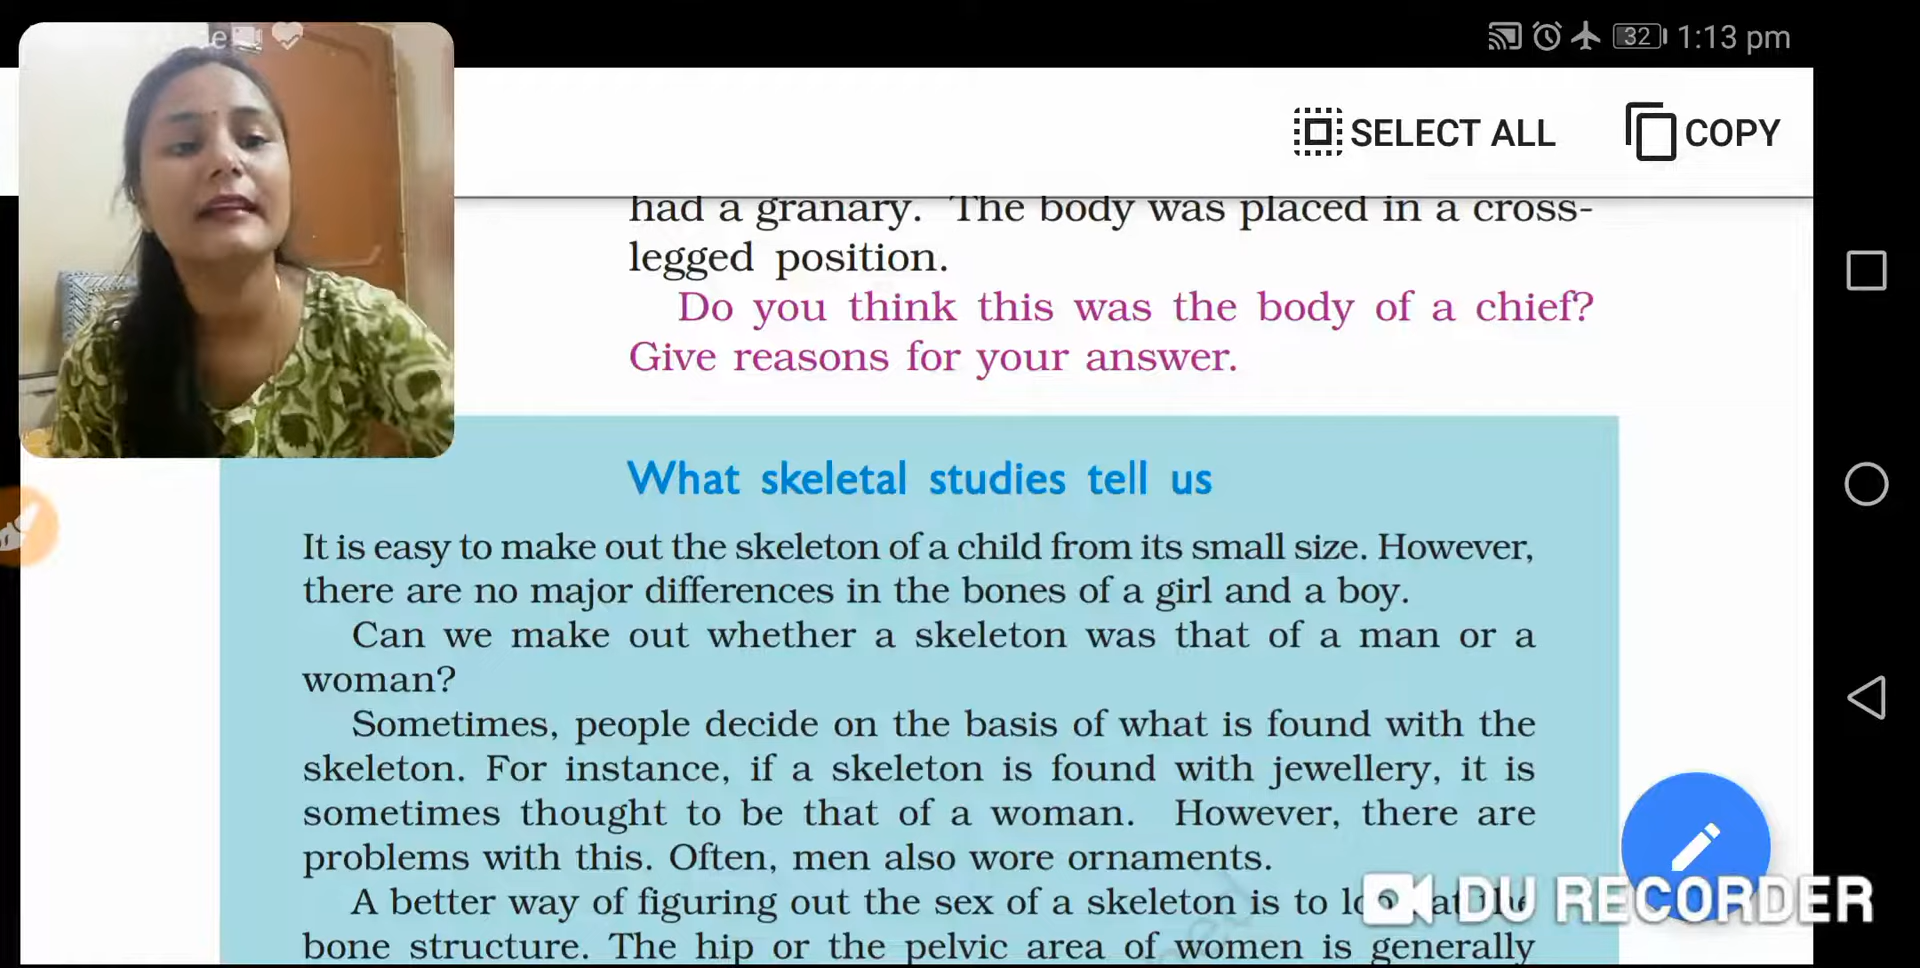 32 1:13 pm
SELECT ALL COPY
had a granary. The body was placed in a cross-
legged position.
Do you think this was the body of a chief?
Give reasons for your answer.
What skeletal studies tell us
It is easy to make out the skeleton of a child from its small size. However,
there are no major differences in the bones of a girl and a boy.
Can we make out whether a skeleton was that of a man or a
woman?
Sometimes, people decide on the basis of what is found with the
skeleton. For instance, if a skeleton is found with jewellery, it is
sometimes thought to be that of a woman. However, there are
problems with this. Often, men also wore ornaments.
A better way of figuring out the sex of a skeleton is to at the
bone structure. The hip or the pelvic area of women is generally
DU RECORDER